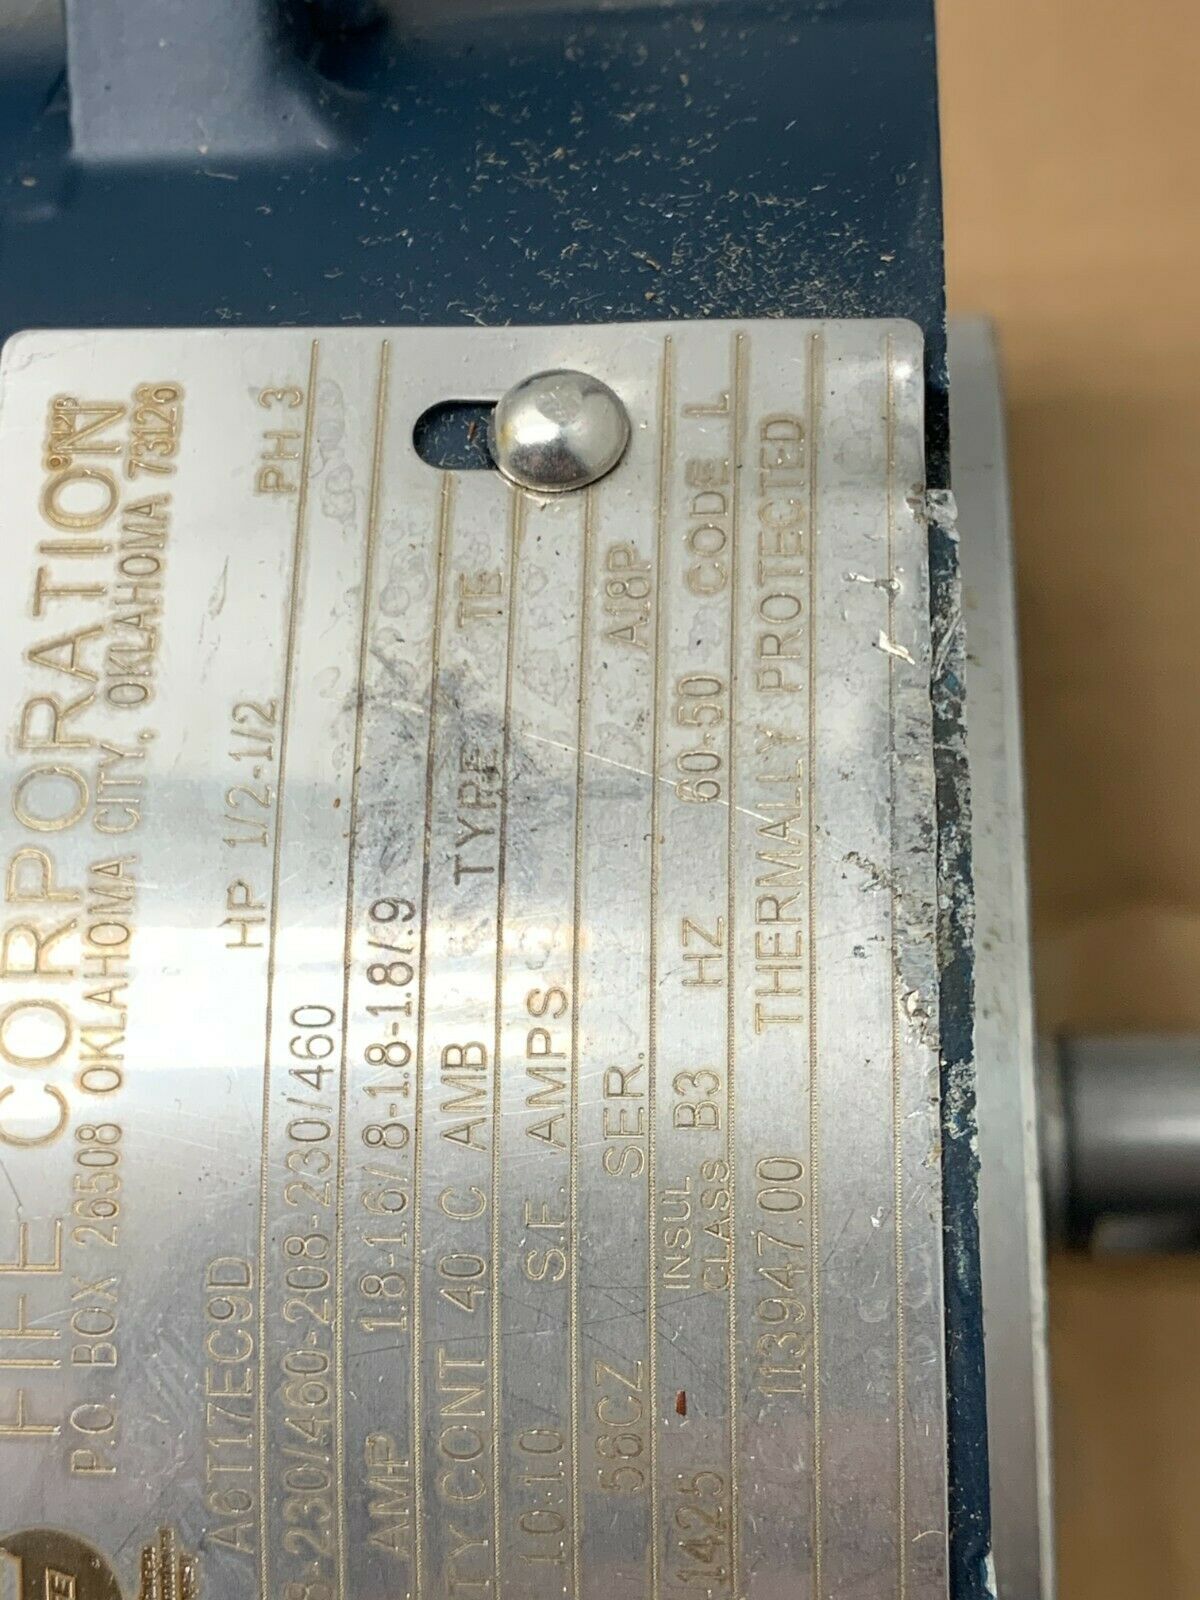 FIFE CORPORATION
P.O. BOX 26508 OKLAHOMA CITY, OKLAHOMA 73126
A6T17EC9D HP 1/2-1/2 PH 3
8-230/460-208-230/460
AMP 1.8-1.6/.8-1.8-1.8/.9
TY CONT 40 C AMB TYPE TE
1.0:1.0 S.F. AMPS
56CZ SER. A18P
1425 INSUL CLASS B3 HZ 60-50 CODE L
113947.00 THERMALLY PROTECTED